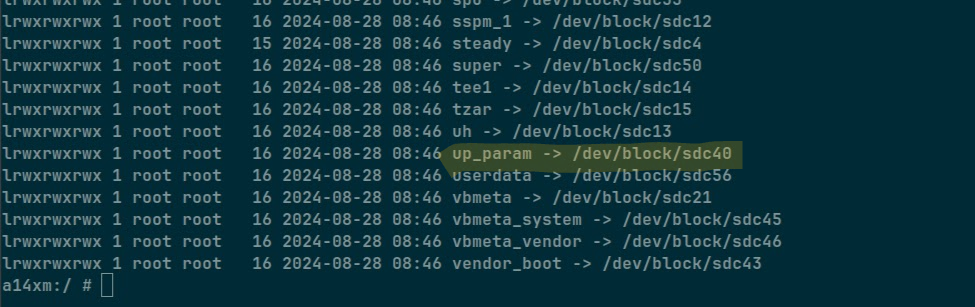 lrwxrwxrwx 1 root root   16 2024-08-28 08:46 spu -> /dev/block/sdc55
lrwxrwxrwx 1 root root   16 2024-08-28 08:46 sspm_1 -> /dev/block/sdc12
lrwxrwxrwx 1 root root   15 2024-08-28 08:46 steady -> /dev/block/sdc4
lrwxrwxrwx 1 root root   16 2024-08-28 08:46 super -> /dev/block/sdc50
lrwxrwxrwx 1 root root   16 2024-08-28 08:46 tee1 -> /dev/block/sdc14
lrwxrwxrwx 1 root root   16 2024-08-28 08:46 tzar -> /dev/block/sdc15
lrwxrwxrwx 1 root root   16 2024-08-28 08:46 uh -> /dev/block/sdc13
lrwxrwxrwx 1 root root   16 2024-08-28 08:46 up_param -> /dev/block/sdc40
lrwxrwxrwx 1 root root   16 2024-08-28 08:46 userdata -> /dev/block/sdc56
lrwxrwxrwx 1 root root   16 2024-08-28 08:46 vbmeta -> /dev/block/sdc21
lrwxrwxrwx 1 root root   16 2024-08-28 08:46 vbmeta_system -> /dev/block/sdc45
lrwxrwxrwx 1 root root   16 2024-08-28 08:46 vbmeta_vendor -> /dev/block/sdc46
lrwxrwxrwx 1 root root   16 2024-08-28 08:46 vendor_boot -> /dev/block/sdc43
a14xm:/ #